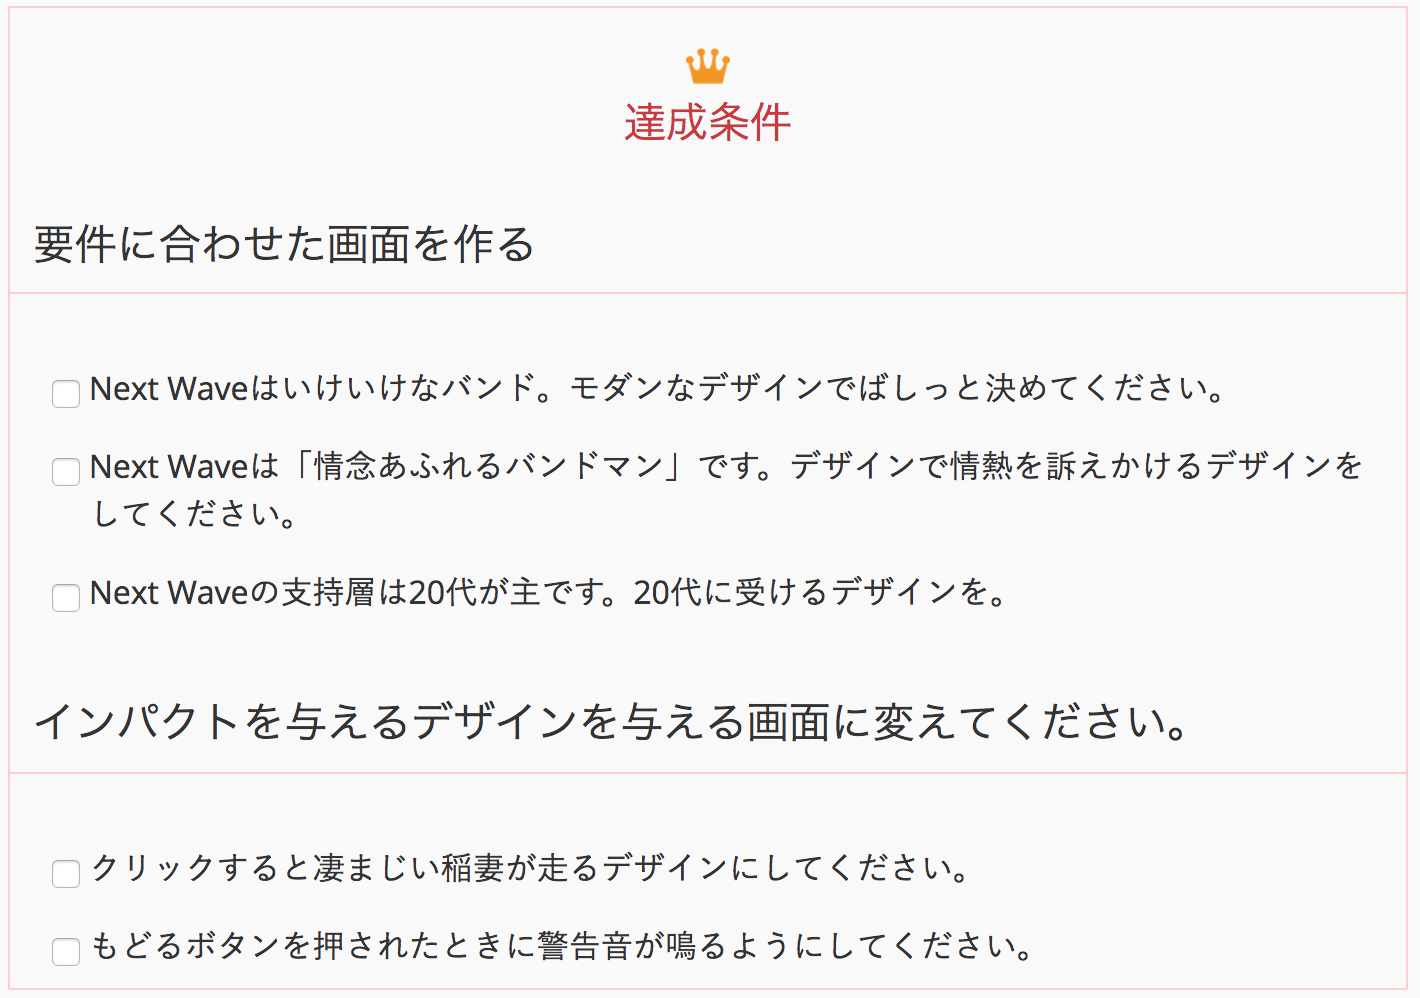 達成条件
要件に合わせた画面を作る
Next Waveはいけいけなバンド。モダンなデザインでばしっと決めてください。
Next Waveは「情念あふれるバンドマン」です。デザインで情熱を訴えかけるデザインを
してください。
Next Waveの支持層は20代が主です。20代に受けるデザインを。
インパクトを与えるデザインを与える画面に変えてください。
クリックすると凄まじい稲妻が走るデザインにしてください。
もどるボタンを押されたときに警告音が鳴るようにしてください。